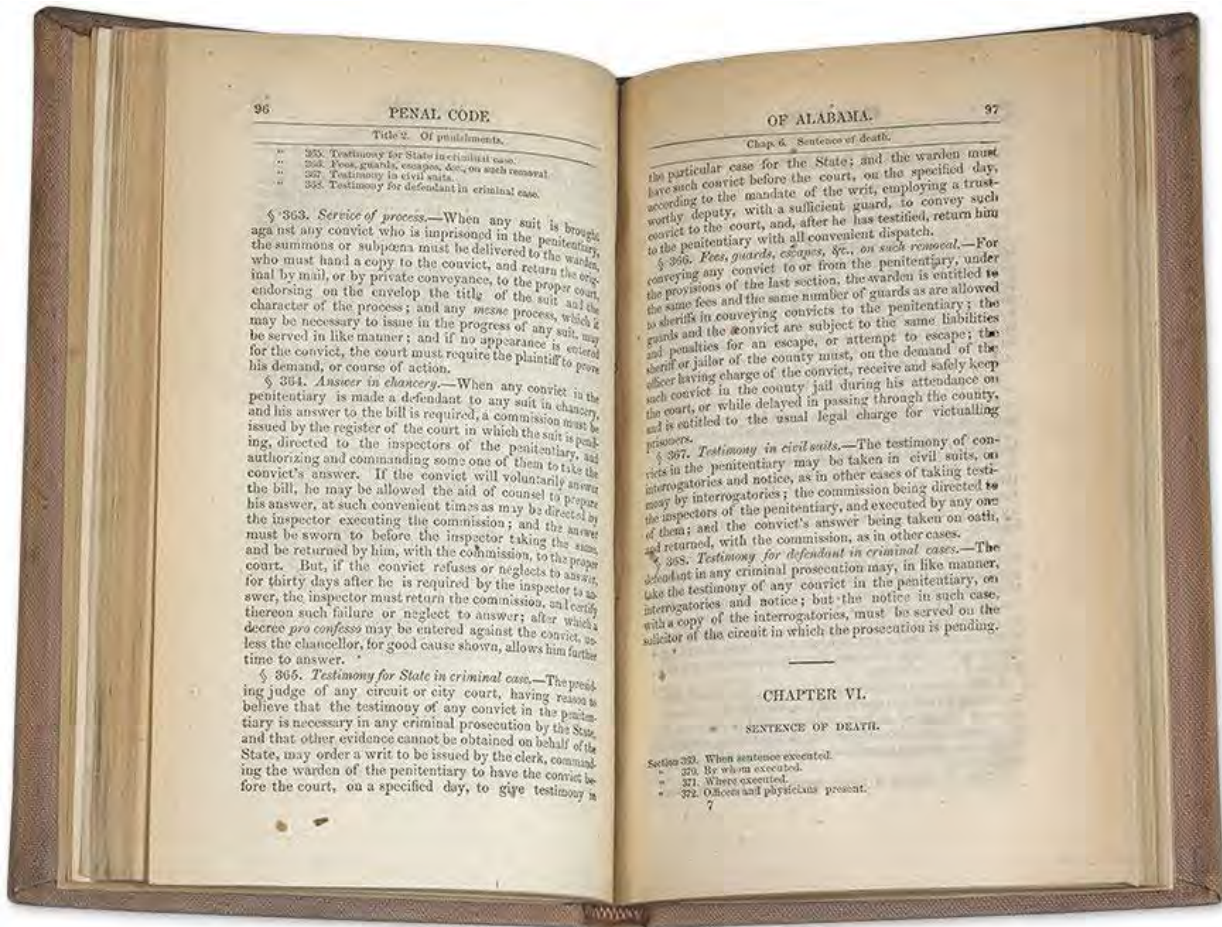 96
PENAL CODE
Title 2. Of punishments.
" 365. Testimony for State in criminal case.
" 366. Fees, guards, escapes, &c., on such removal.
" 367. Testimony in civil suits.
" 368. Testimony for defendant in criminal case.
§ 363. Service of process.—When any suit is brought
aga nst any convict who is imprisoned in the penitentiary,
the summons or subpœna must be delivered to the warden,
who must hand a copy to the convict, and return the orig-
inal by mail, or by private conveyance, to the proper court,
endorsing on the envelop the title of the suit and the
character of the process; and any mesne process, which it
may be necessary to issue in the progress of any suit, may
be served in like manner; and if no appearance is entered
for the convict, the court must require the plaintiff to prove
his demand, or course of action.
§ 364. Answer in chancery.—When any convict in the
penitentiary is made a defendant to any suit in chancery,
and his answer to the bill is required, a commission must be
issued by the register of the court in which the suit is pend-
ing, directed to the inspectors of the penitentiary, and
authorizing and commanding some one of them to take the
convict's answer. If the convict will voluntarily answer
the bill, he may be allowed the aid of counsel to prepare
his answer, at such convenient times as may be directed by
the inspector executing the commission; and the answer
must be sworn to before the inspector taking the same,
and be returned by him, with the commission, to the proper
court. But, if the convict refuses or neglects to answer,
for thirty days after he is required by the inspector to an-
swer, the inspector must return the commission, and certify
thereon such failure or neglect to answer; after which a
decree pro confesso may be entered against the convict, un-
less the chancellor, for good cause shown, allows him further
time to answer.
§ 365. Testimony for State in criminal case.—The presid-
ing judge of any circuit or city court, having reason to
believe that the testimony of any convict in the peniten-
tiary is necessary in any criminal prosecution by the State,
and that other evidence cannot be obtained on behalf of the
State, may order a writ to be issued by the clerk, command-
ing the warden of the penitentiary to have the convict be-
fore the court, on a specified day, to give testimony in
OF ALABAMA.
97
Chap. 6. Sentence of death.
the particular case for the State; and the warden must
have such convict before the court, on the specified day,
according to the mandate of the writ, employing a trust-
worthy deputy, with a sufficient guard, to convey such
convict to the court, and, after he has testified, return him
to the penitentiary with all convenient dispatch.
§ 366. Fees, guards, escapes, &c., on such removal.—For
conveying any convict to or from the penitentiary, under
the provisions of the last section, the warden is entitled to
the same fees and the same number of guards as are allowed
to sheriffs in conveying convicts to the penitentiary; the
guards and the convict are subject to the same liabilities
and penalties for an escape, or attempt to escape; the
sheriff or jailor of the county must, on the demand of the
officer having charge of the convict, receive and safely keep
such convict in the county jail during his attendance on
the court, or while delayed in passing through the county,
and is entitled to the usual legal charge for victualling
prisoners.
§ 367. Testimony in civil suits.—The testimony of con-
victs in the penitentiary may be taken in civil suits, on
interrogatories and notice, as in other cases of taking testi-
mony by interrogatories; the commission being directed to
the inspectors of the penitentiary, and executed by any one
of them; and the convict's answer being taken on oath,
and returned, with the commission, as in other cases.
§ 368. Testimony for defendant in criminal cases.—The
defendant in any criminal prosecution may, in like manner,
take the testimony of any convict in the penitentiary, on
interrogatories and notice; but the notice in such case,
with a copy of the interrogatories, must be served on the
solicitor of the circuit in which the prosecution is pending.
CHAPTER VI.
SENTENCE OF DEATH.
Section 369. When sentence executed.
" 370. By whom executed.
" 371. Where executed.
" 372. Officers and physicians present.
7